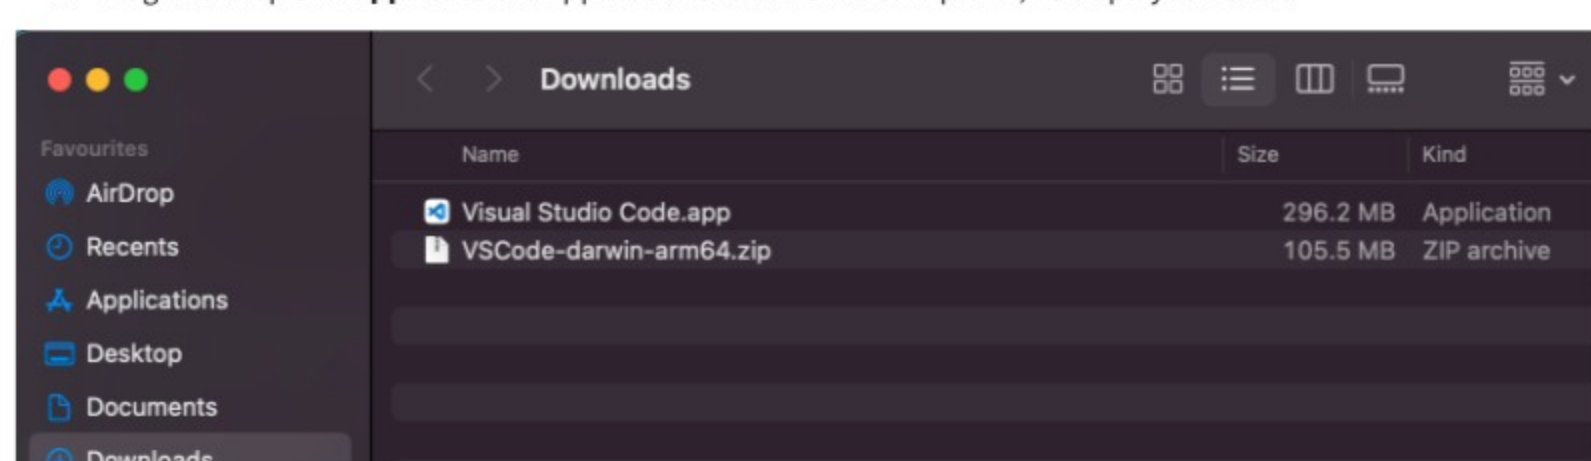 Downloads
Favourites
AirDrop
Recents
Applications
Desktop
Documents
Downloads
Name Size Kind
Visual Studio Code.app 296.2 MB Application
VSCode-darwin-arm64.zip 105.5 MB ZIP archive